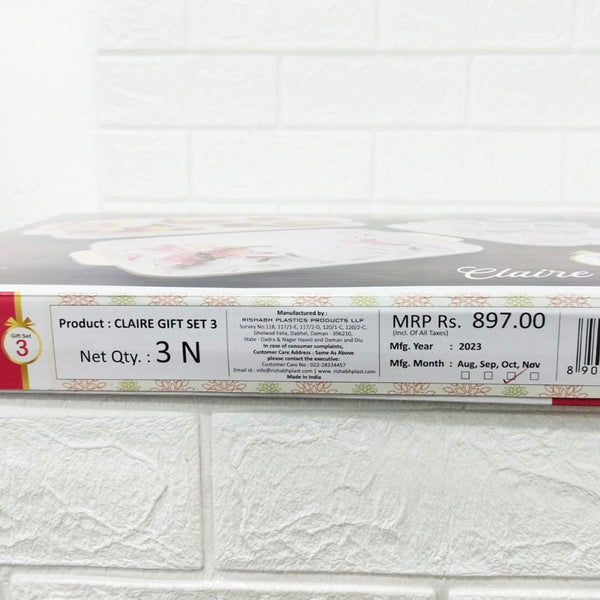 Claire
Gift Set
3
Product : CLAIRE GIFT SET 3
Net Qty. : 3 N
Manufactured by :
RISHABH PLASTICS PRODUCTS LLP
Survey No.118, 117/1-E, 117/2-D, 120/1-C, 120/2-C,
Ghelwad Falia, Dabhel, Daman - 396210,
State - Dadra & Nagar Haveli and Daman and Diu
In case of consumer complaints,
Customer Care Address : Same As Above
please contact the executive:
Customer Care No : 022-28334457
Email id : info@rishabhplast.com | www.rishabhplast.com
Made in India
MRP Rs. 897.00
(Incl. Of All Taxes)
Mfg. Year : 2023
Mfg. Month : Aug, Sep, Oct, Nov
8 90